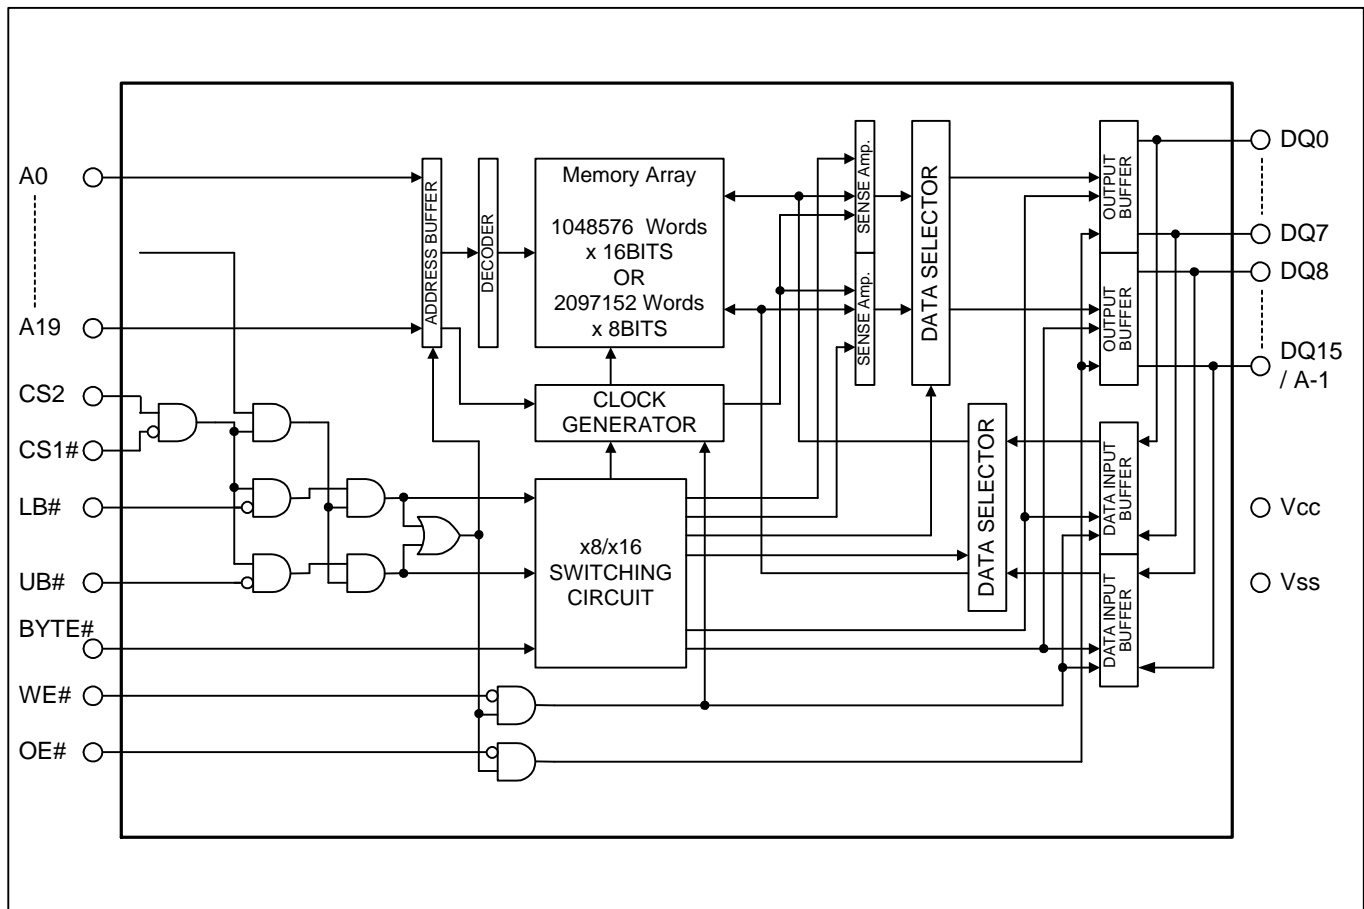 A0
A19
CS2
CS1#
LB#
UB#
BYTE#
WE#
OE#
ADDRESS BUFFER
DECODER
Memory Array
1048576 Words
x 16BITS
OR
2097152 Words
x 8BITS
CLOCK
GENERATOR
x8/x16
SWITCHING
CIRCUIT
SENSE Amp.
SENSE Amp.
DATA SELECTOR
DATA SELECTOR
OUTPUT
BUFFER
OUTPUT
BUFFER
DATA INPUT
BUFFER
DATA INPUT
BUFFER
DQ0
DQ7
DQ8
DQ15
/ A-1
Vcc
Vss